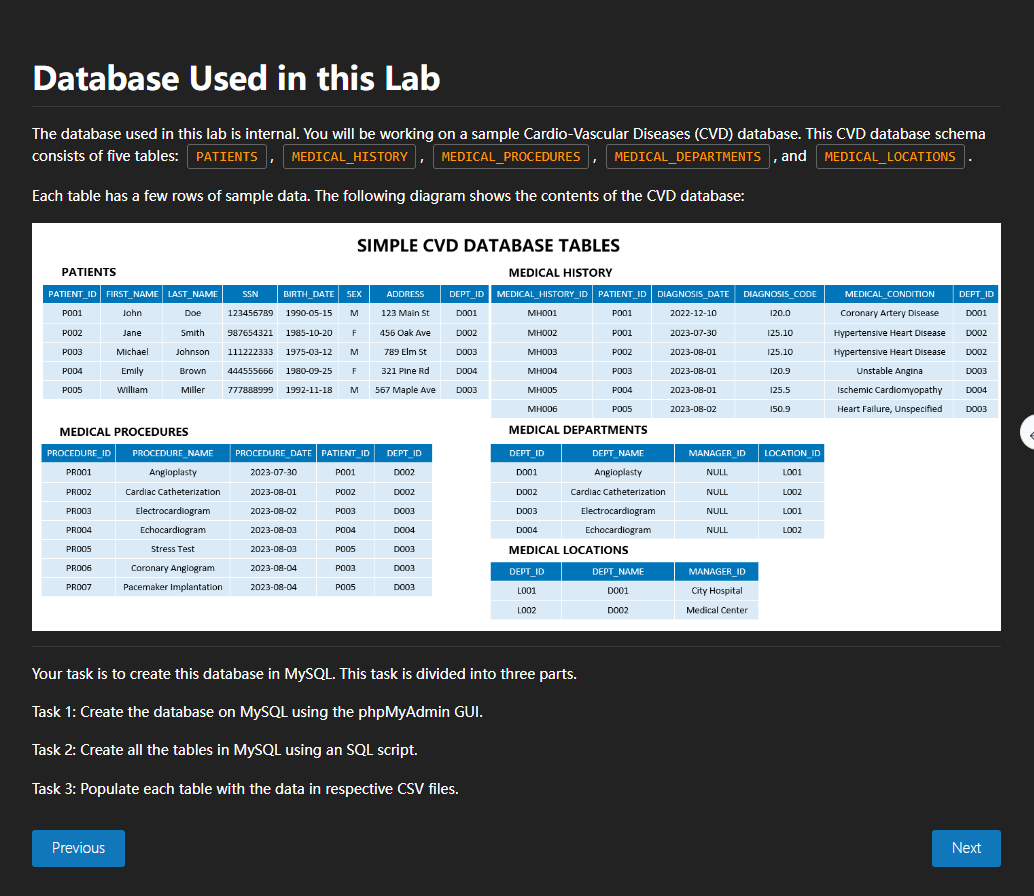 Database Used in this Lab
The database used in this lab is internal. You will be working on a sample Cardio-Vascular Diseases (CVD) database. This CVD database schema
consists of five tables: PATIENTS , MEDICAL_HISTORY , MEDICAL_PROCEDURES , MEDICAL_DEPARTMENTS , and MEDICAL_LOCATIONS .
Each table has a few rows of sample data. The following diagram shows the contents of the CVD database:
SIMPLE CVD DATABASE TABLES
PATIENTS
PATIENT_ID FIRST_NAME LAST_NAME SSN BIRTH_DATE SEX ADDRESS DEPT_ID
P001 John Doe 123456789 1990-05-15 M 123 Main St D001
P002 Jane Smith 987654321 1985-10-20 F 456 Oak Ave D002
P003 Michael Johnson 111222333 1975-03-12 M 789 Elm St D003
P004 Emily Brown 444555666 1980-09-25 F 321 Pine Rd D004
P005 William Miller 777888999 1992-11-18 M 567 Maple Ave D003
MEDICAL HISTORY
MEDICAL_HISTORY_ID PATIENT_ID DIAGNOSIS_DATE DIAGNOSIS_CODE MEDICAL_CONDITION DEPT_ID
MH001 P001 2022-12-10 I20.0 Coronary Artery Disease D001
MH002 P001 2023-07-30 I25.10 Hypertensive Heart Disease D002
MH003 P002 2023-08-01 I25.10 Hypertensive Heart Disease D002
MH004 P003 2023-08-01 I20.9 Unstable Angina D003
MH005 P004 2023-08-01 I25.5 Ischemic Cardiomyopathy D004
MH006 P005 2023-08-02 I50.9 Heart Failure, Unspecified D003
MEDICAL PROCEDURES
PROCEDURE_ID PROCEDURE_NAME PROCEDURE_DATE PATIENT_ID DEPT_ID
PR001 Angioplasty 2023-07-30 P001 D002
PR002 Cardiac Catheterization 2023-08-01 P002 D002
PR003 Electrocardiogram 2023-08-02 P003 D003
PR004 Echocardiogram 2023-08-03 P004 D004
PR005 Stress Test 2023-08-03 P005 D003
PR006 Coronary Angiogram 2023-08-04 P003 D003
PR007 Pacemaker Implantation 2023-08-04 P005 D003
MEDICAL DEPARTMENTS
DEPT_ID DEPT_NAME MANAGER_ID LOCATION_ID
D001 Angioplasty NULL L001
D002 Cardiac Catheterization NULL L002
D003 Electrocardiogram NULL L001
D004 Echocardiogram NULL L002
MEDICAL LOCATIONS
DEPT_ID DEPT_NAME MANAGER_ID
L001 D001 City Hospital
L002 D002 Medical Center
Your task is to create this database in MySQL. This task is divided into three parts.
Task 1: Create the database on MySQL using the phpMyAdmin GUI.
Task 2: Create all the tables in MySQL using an SQL script.
Task 3: Populate each table with the data in respective CSV files.
Previous
Next